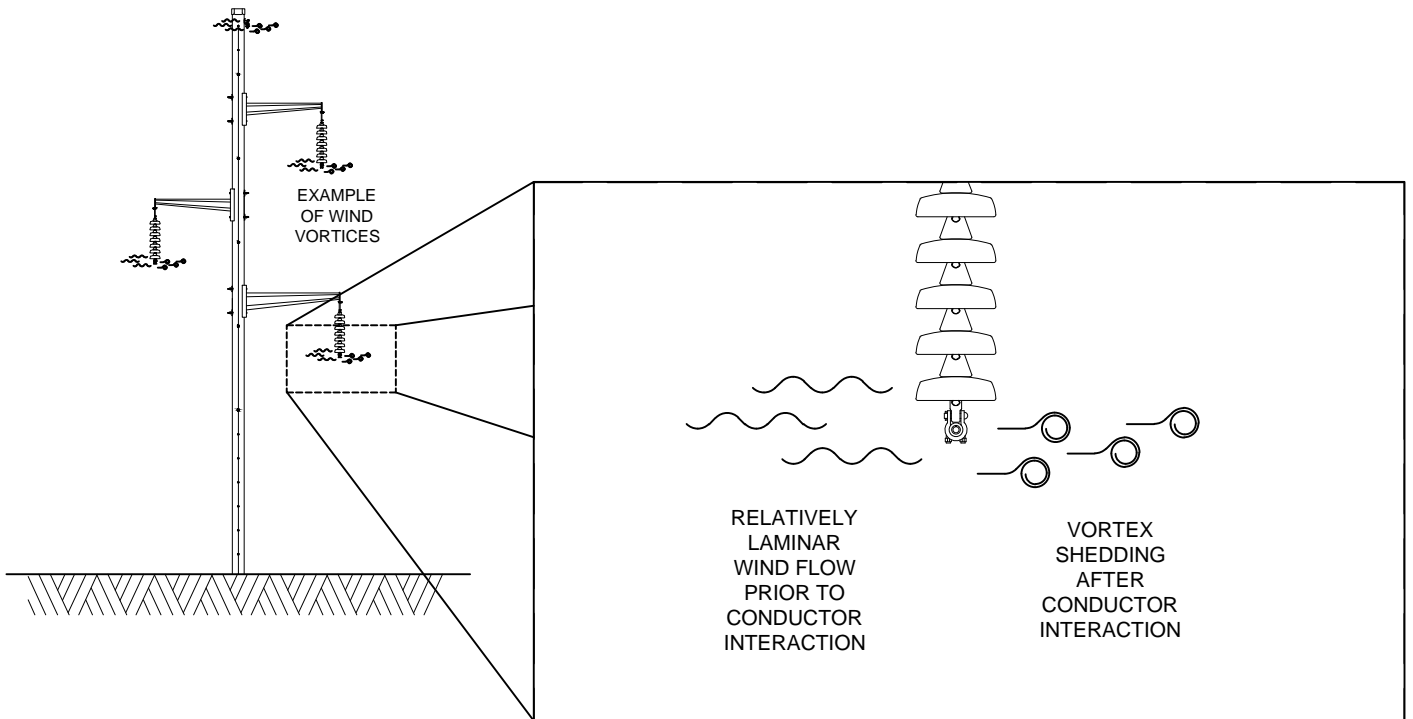 EXAMPLE
OF WIND
VORTICES
RELATIVELY
LAMINAR
WIND FLOW
PRIOR TO
CONDUCTOR
INTERACTION
VORTEX
SHEDDING
AFTER
CONDUCTOR
INTERACTION